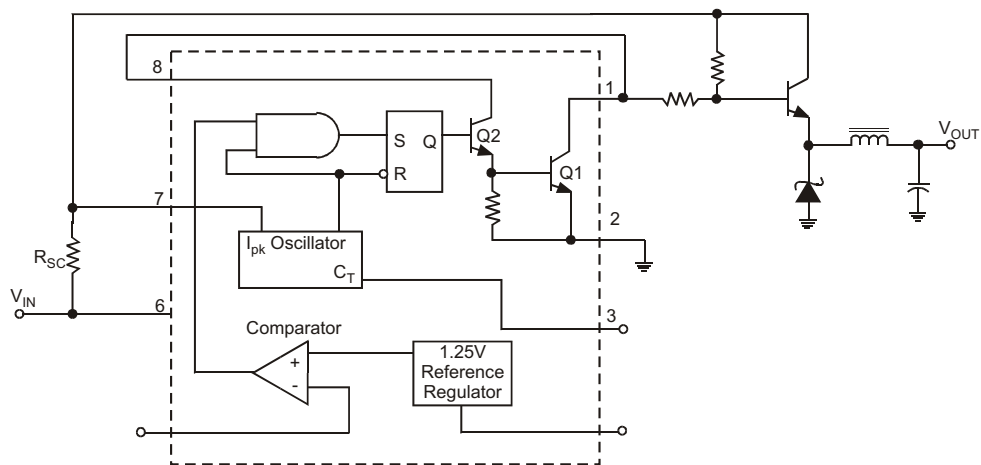 8
1
S
Q
Q2
R
Q1
7
2
I_pk Oscillator
C_T
R_SC
V_IN
6
3
Comparator
+
-
1.25V
Reference
Regulator
V_OUT